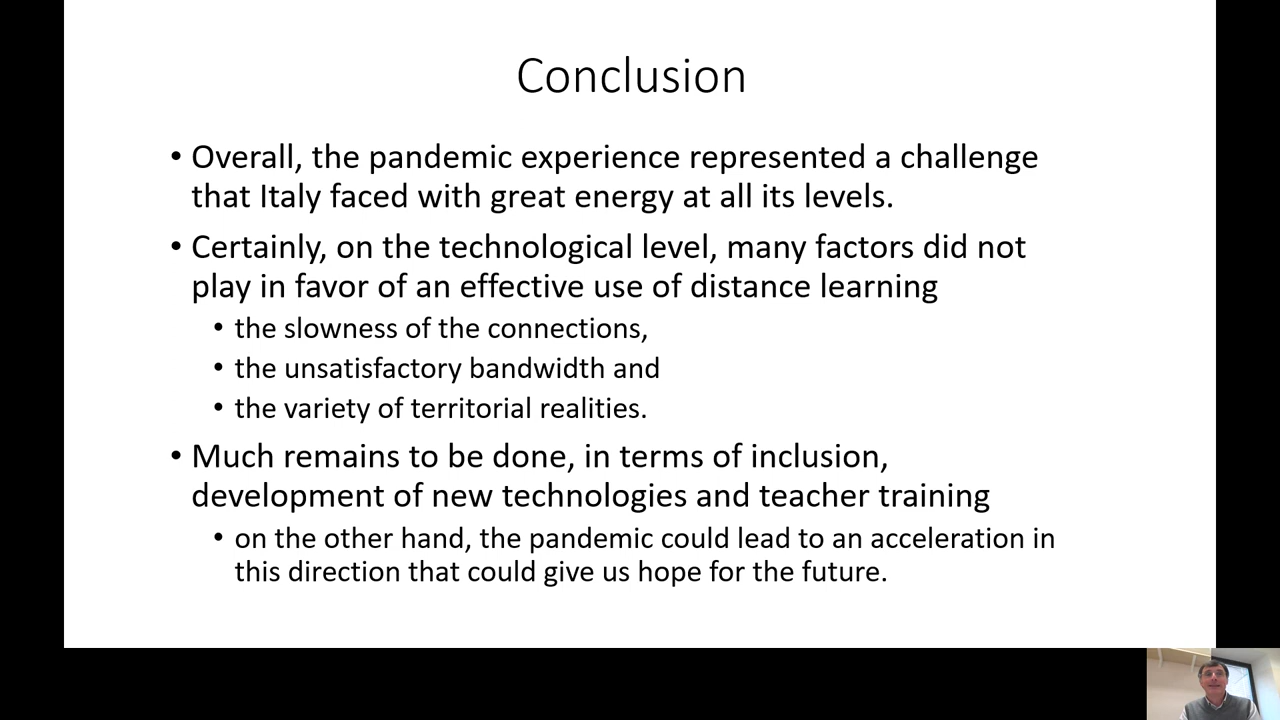 Conclusion
• Overall, the pandemic experience represented a challenge
that Italy faced with great energy at all its levels.
• Certainly, on the technological level, many factors did not
play in favor of an effective use of distance learning
• the slowness of the connections,
• the unsatisfactory bandwidth and
• the variety of territorial realities.
• Much remains to be done, in terms of inclusion,
development of new technologies and teacher training
• on the other hand, the pandemic could lead to an acceleration in
this direction that could give us hope for the future.